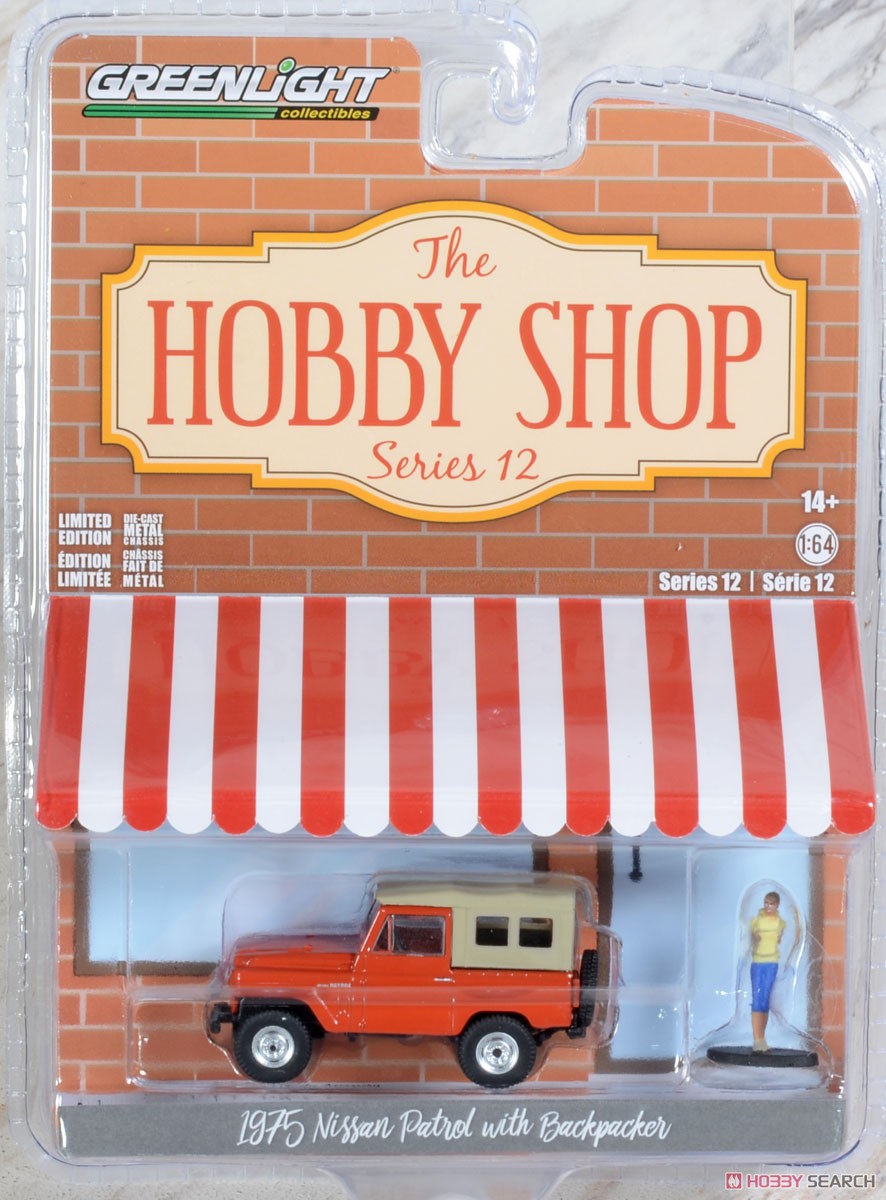 GREENLIGHT
collectibles
The
HOBBY SHOP
Series 12
14+
1:64
LIMITED EDITION
DIE-CAST METAL CHASSIS
ÉDITION LIMITÉE
CHÂSSIS FAIT DE MÉTAL
Series 12 | Série 12
1975 Nissan Patrol with Backpacker
HOBBY SEARCH